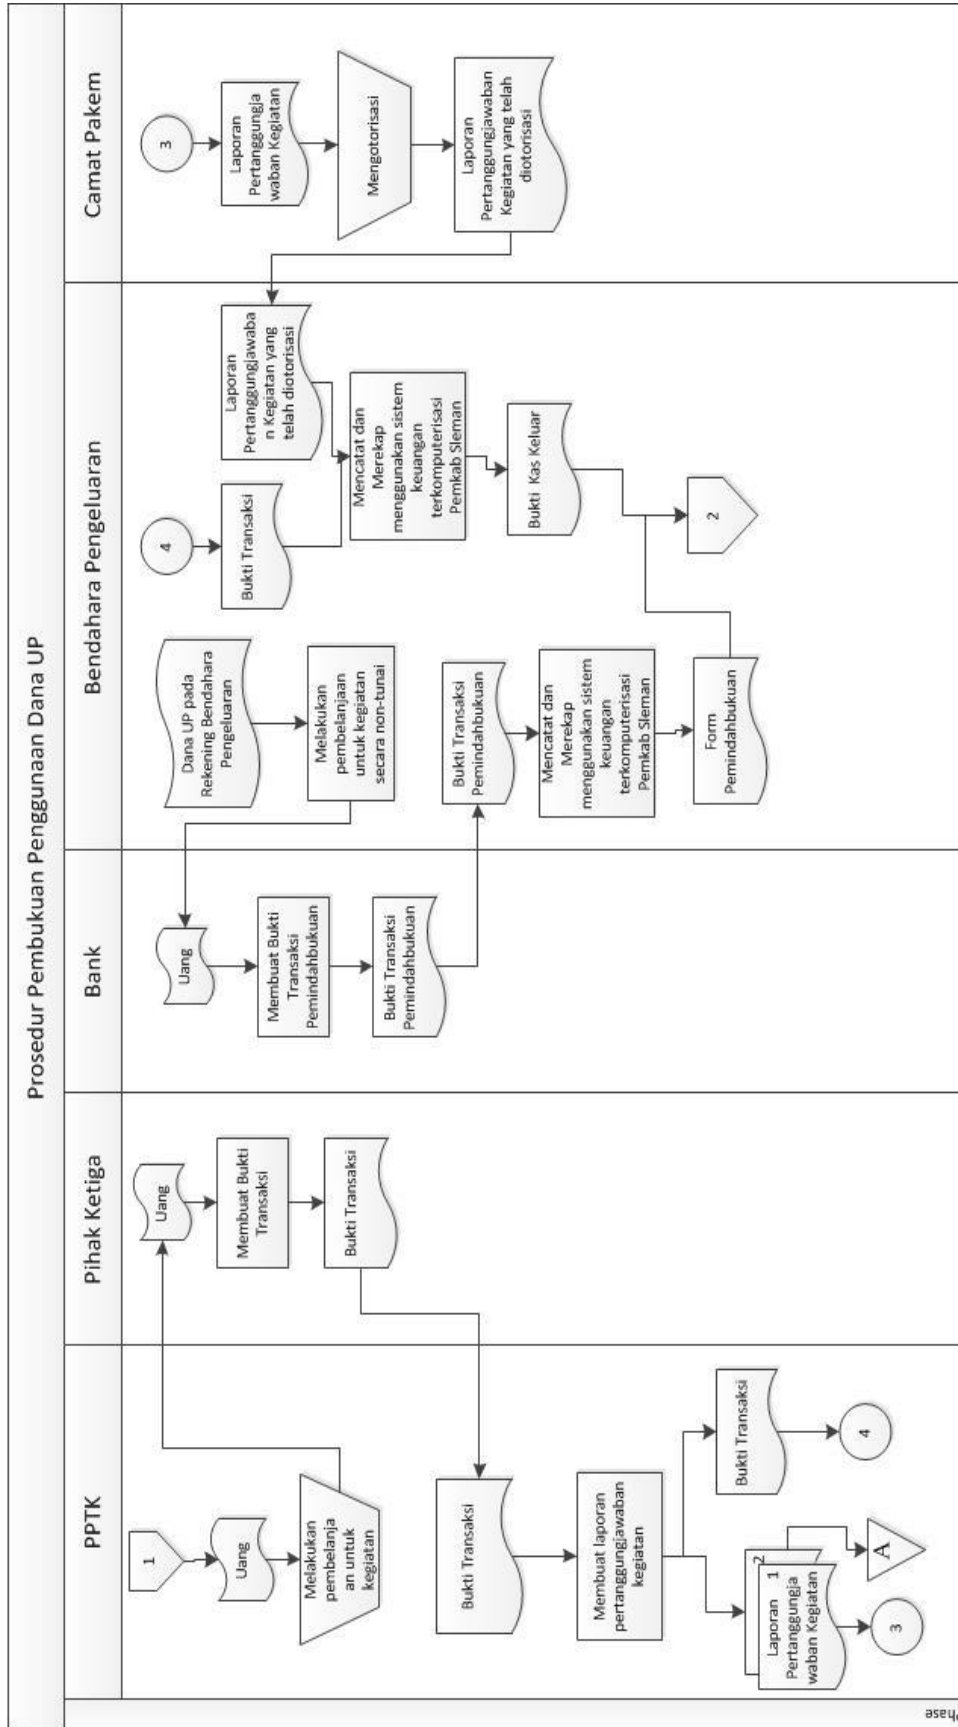 Prosedur Pembukuan Penggunaan Dana UP
PPTK
Pihak Ketiga
Bank
Bendahara Pengeluaran
Camat Pakem
1
Uang
Melakukan
pembelanja
an untuk
kegiatan
Bukti Transaksi
Membuat laporan
pertanggungjawaban
kegiatan
2
1
Laporan
Pertanggungja
waban Kegiatan
3
A
Bukti Transaksi
4
Uang
Membuat Bukti
Transaksi
Bukti Transaksi
Uang
Membuat Bukti
Transaksi
Pemindahbukuan
Bukti Transaksi
Pemindahbukuan
Dana UP pada
Rekening Bendahara
Pengeluaran
Melakukan
pembelanjaan
untuk kegiatan
secara non-tunai
Bukti Transaksi
Pemindahbukuan
Mencatat dan
Merekap
menggunakan sistem
keuangan
terkomputerisasi
Pemkab Sleman
Form
Pemindahbukuan
4
Bukti Transaksi
Laporan
Pertanggungjawaba
n Kegiatan yang
telah diotorisasi
Mencatat dan
Merekap
menggunakan sistem
keuangan
terkomputerisasi
Pemkab Sleman
Bukti Kas Keluar
2
3
Laporan
Pertanggungja
waban Kegiatan
Mengotorisasi
Laporan
Pertanggungjawaban
Kegiatan yang telah
diotorisasi
Phase